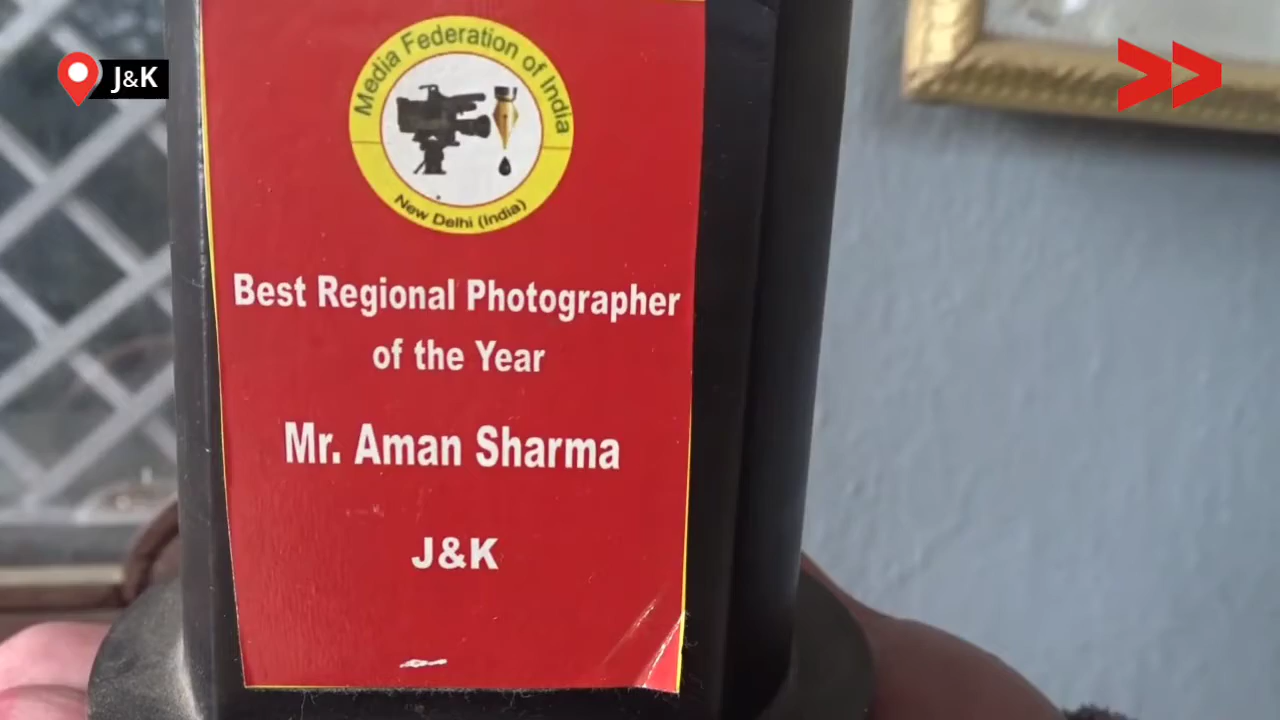 J&K
Media Federation of India
New Delhi (India)
Best Regional Photographer
of the Year
Mr. Aman Sharma
J&K